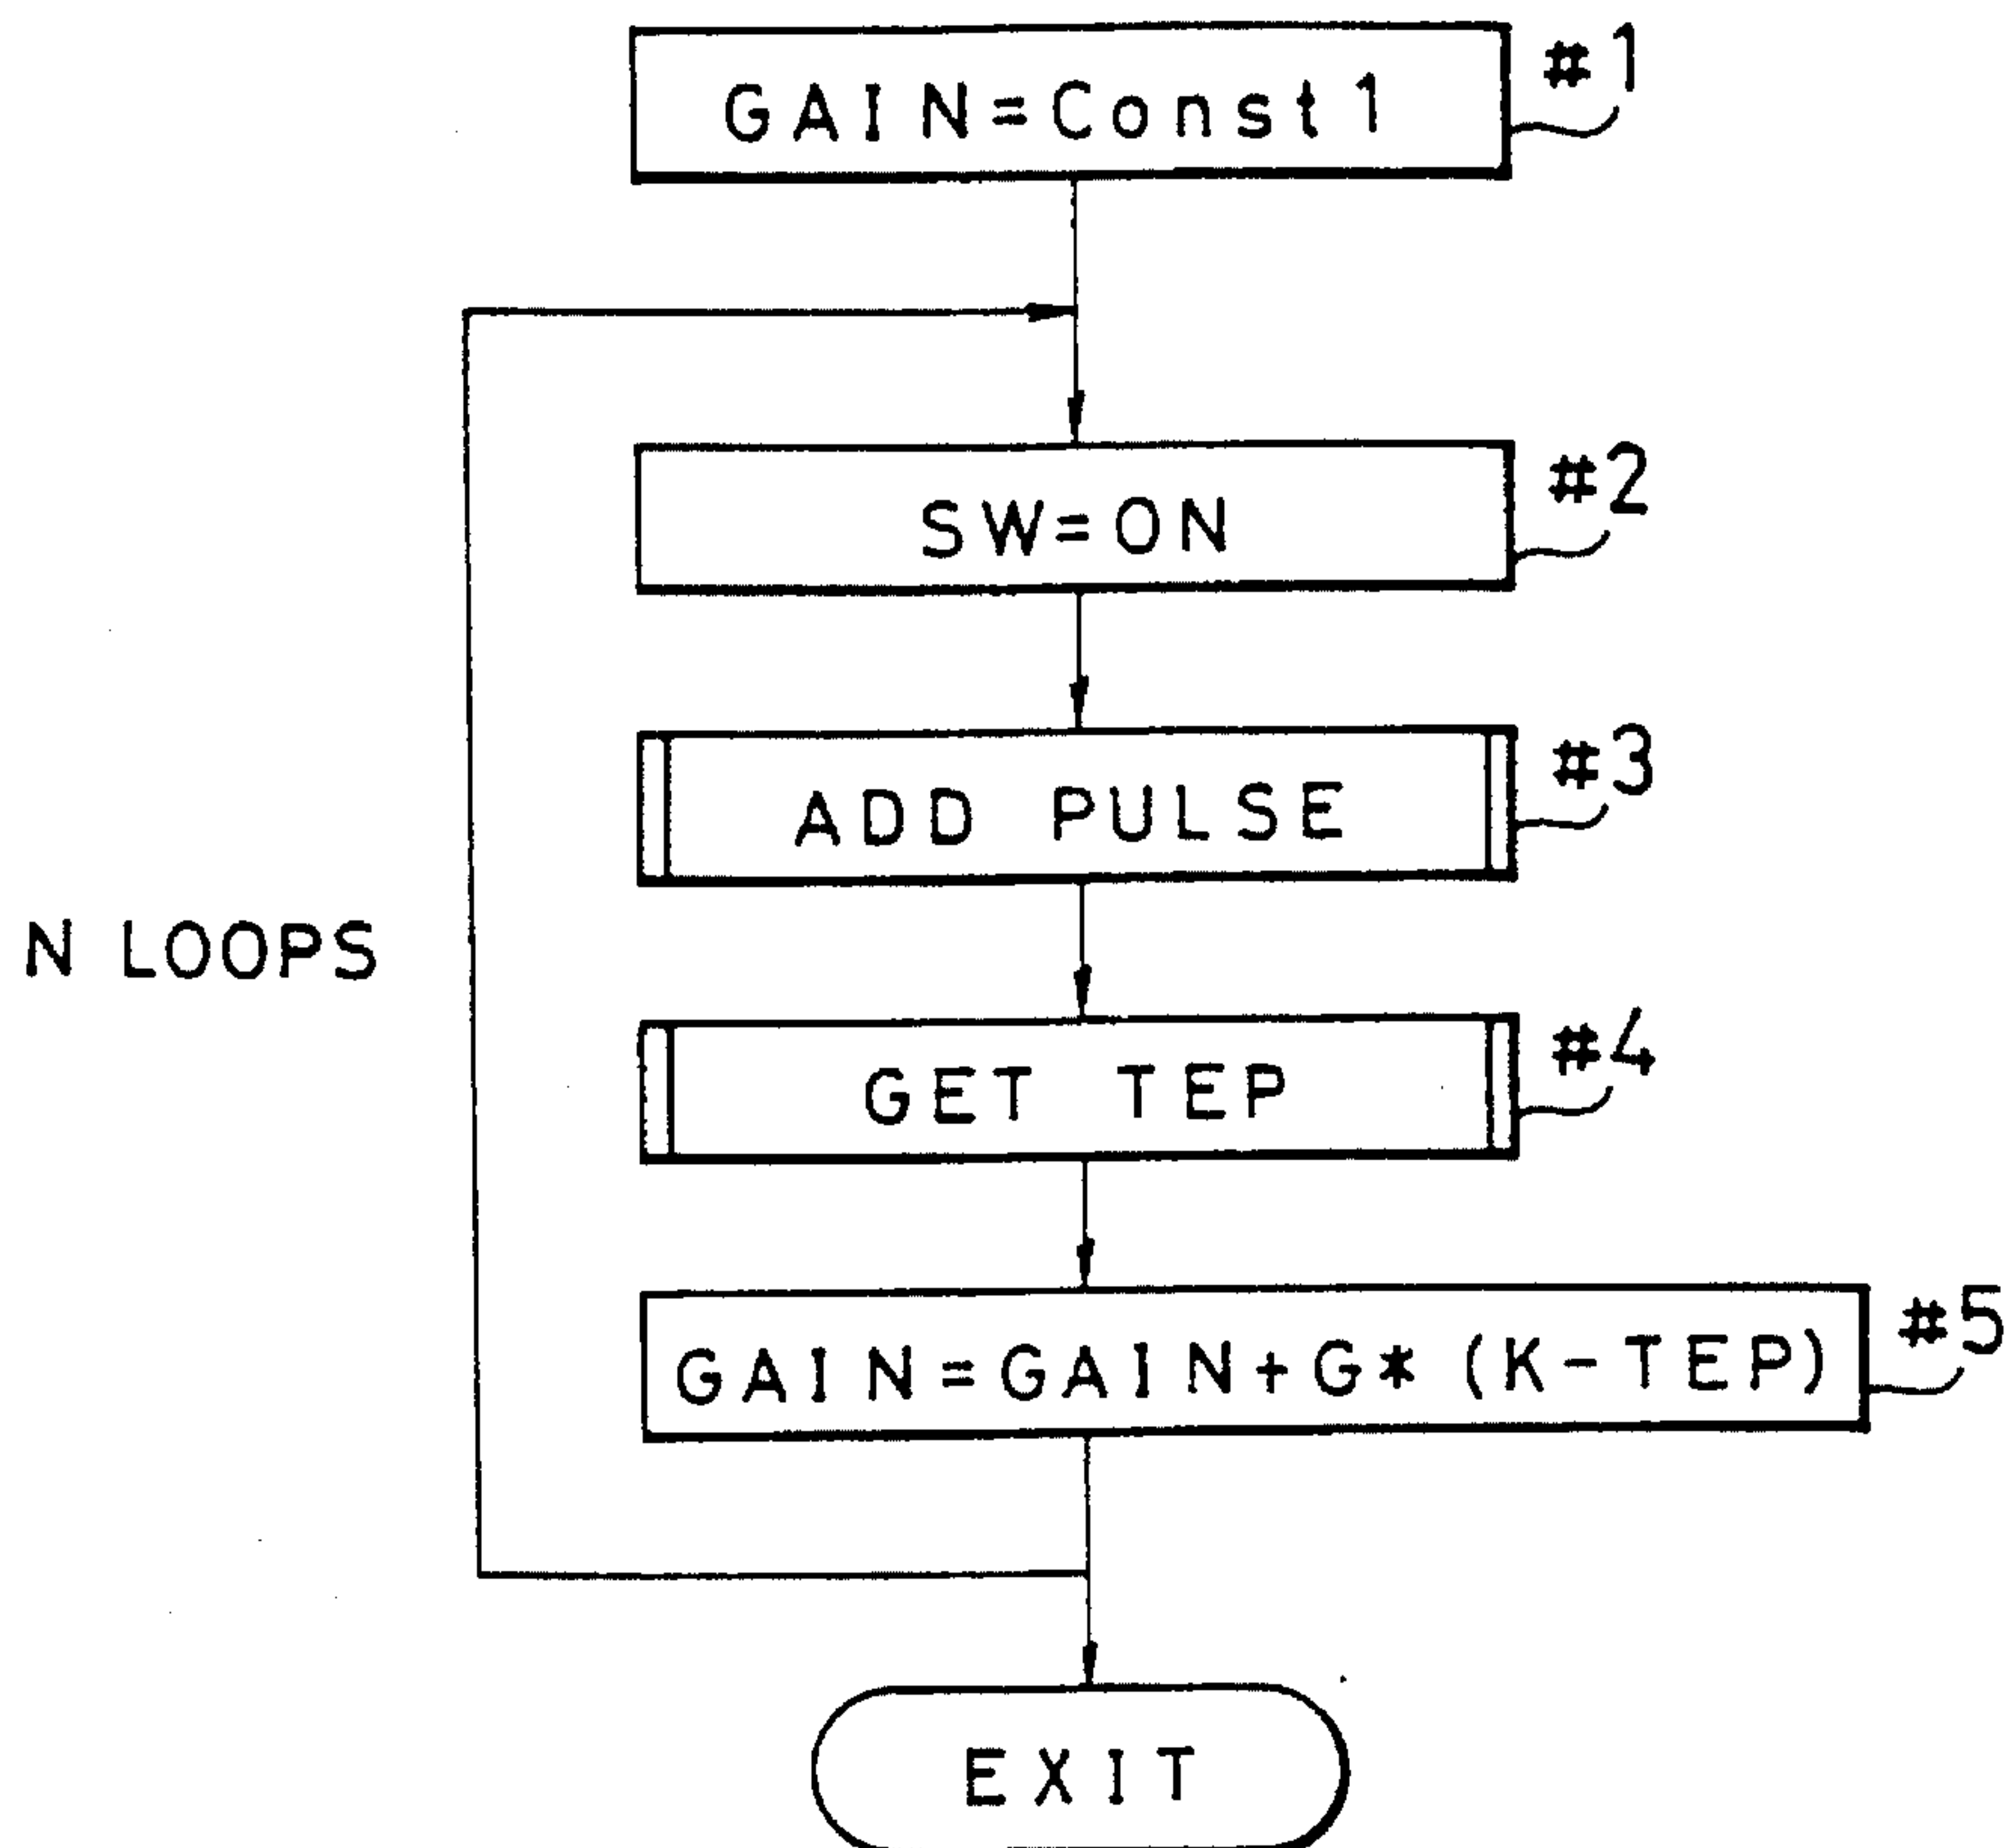 GAIN=Const1
#1
SW=ON
#2
ADD PULSE
#3
N LOOPS
GET TEP
#4
GAIN=GAIN+G*(K-TEP)
#5
EXIT